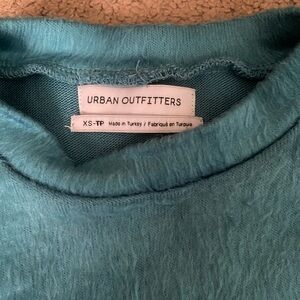 URBAN OUTFITTERS
XS-TP Made in Turkey / Fabriqué en Turquie